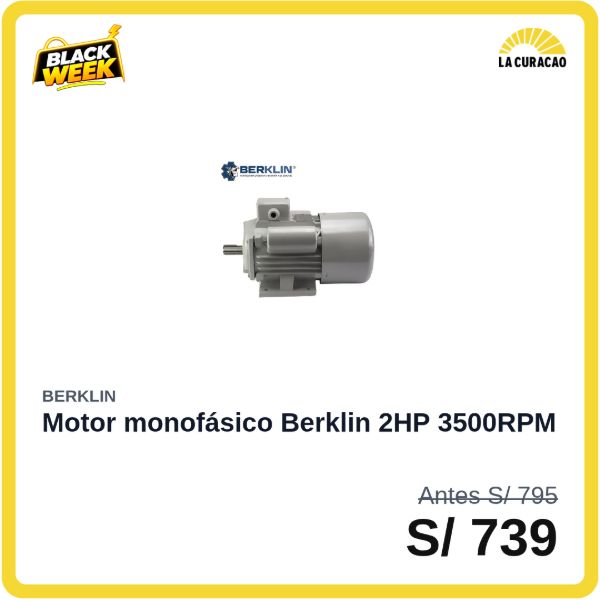 BLACK
WEEK
LA CURACAO
BERKLIN®
BERKLIN
Motor monofásico Berklin 2HP 3500RPM
Antes S/ 795
S/ 739